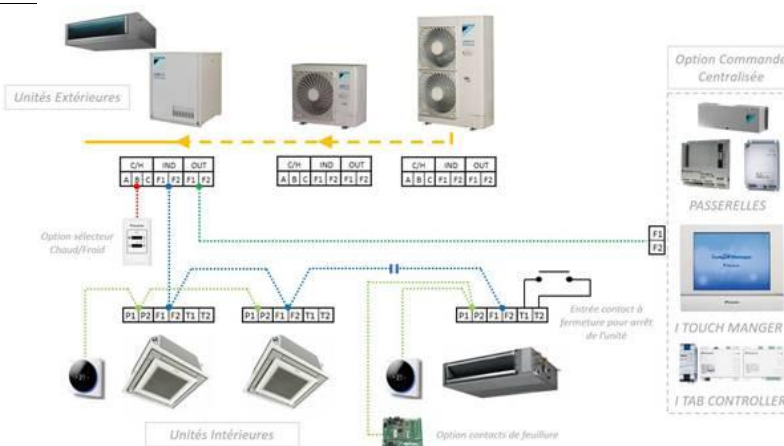 Option Commande
Centralisée
Unités Extérieures
C/H IND OUT
A B C F1 F2 F1 F2
C/H IND OUT
A B C F1 F2 F1 F2
C/H IND OUT
A B C F1 F2 F1 F2
PASSERELLES
Option sélecteur
Chaud/Froid
F1
F2
Entrée contact à
fermeture pour arrêt
de l'unité
P1 P2 F1 F2 T1 T2
P1 P2 F1 F2 T1 T2
P1 P2 F1 F2 T1 T2
I TOUCH MANGER
Unités Intérieures
Option contacts de feuillure
I TAB CONTROLLER